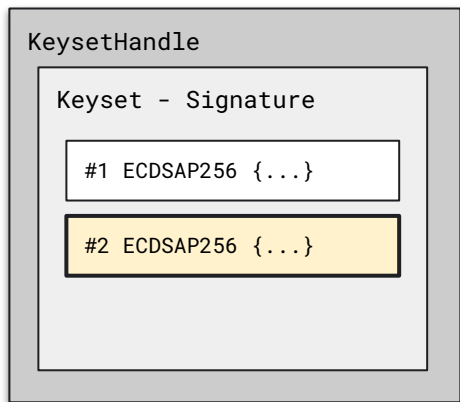 KeysetHandle
Keyset - Signature
#1 ECDSAP256 {...}
#2 ECDSAP256 {...}